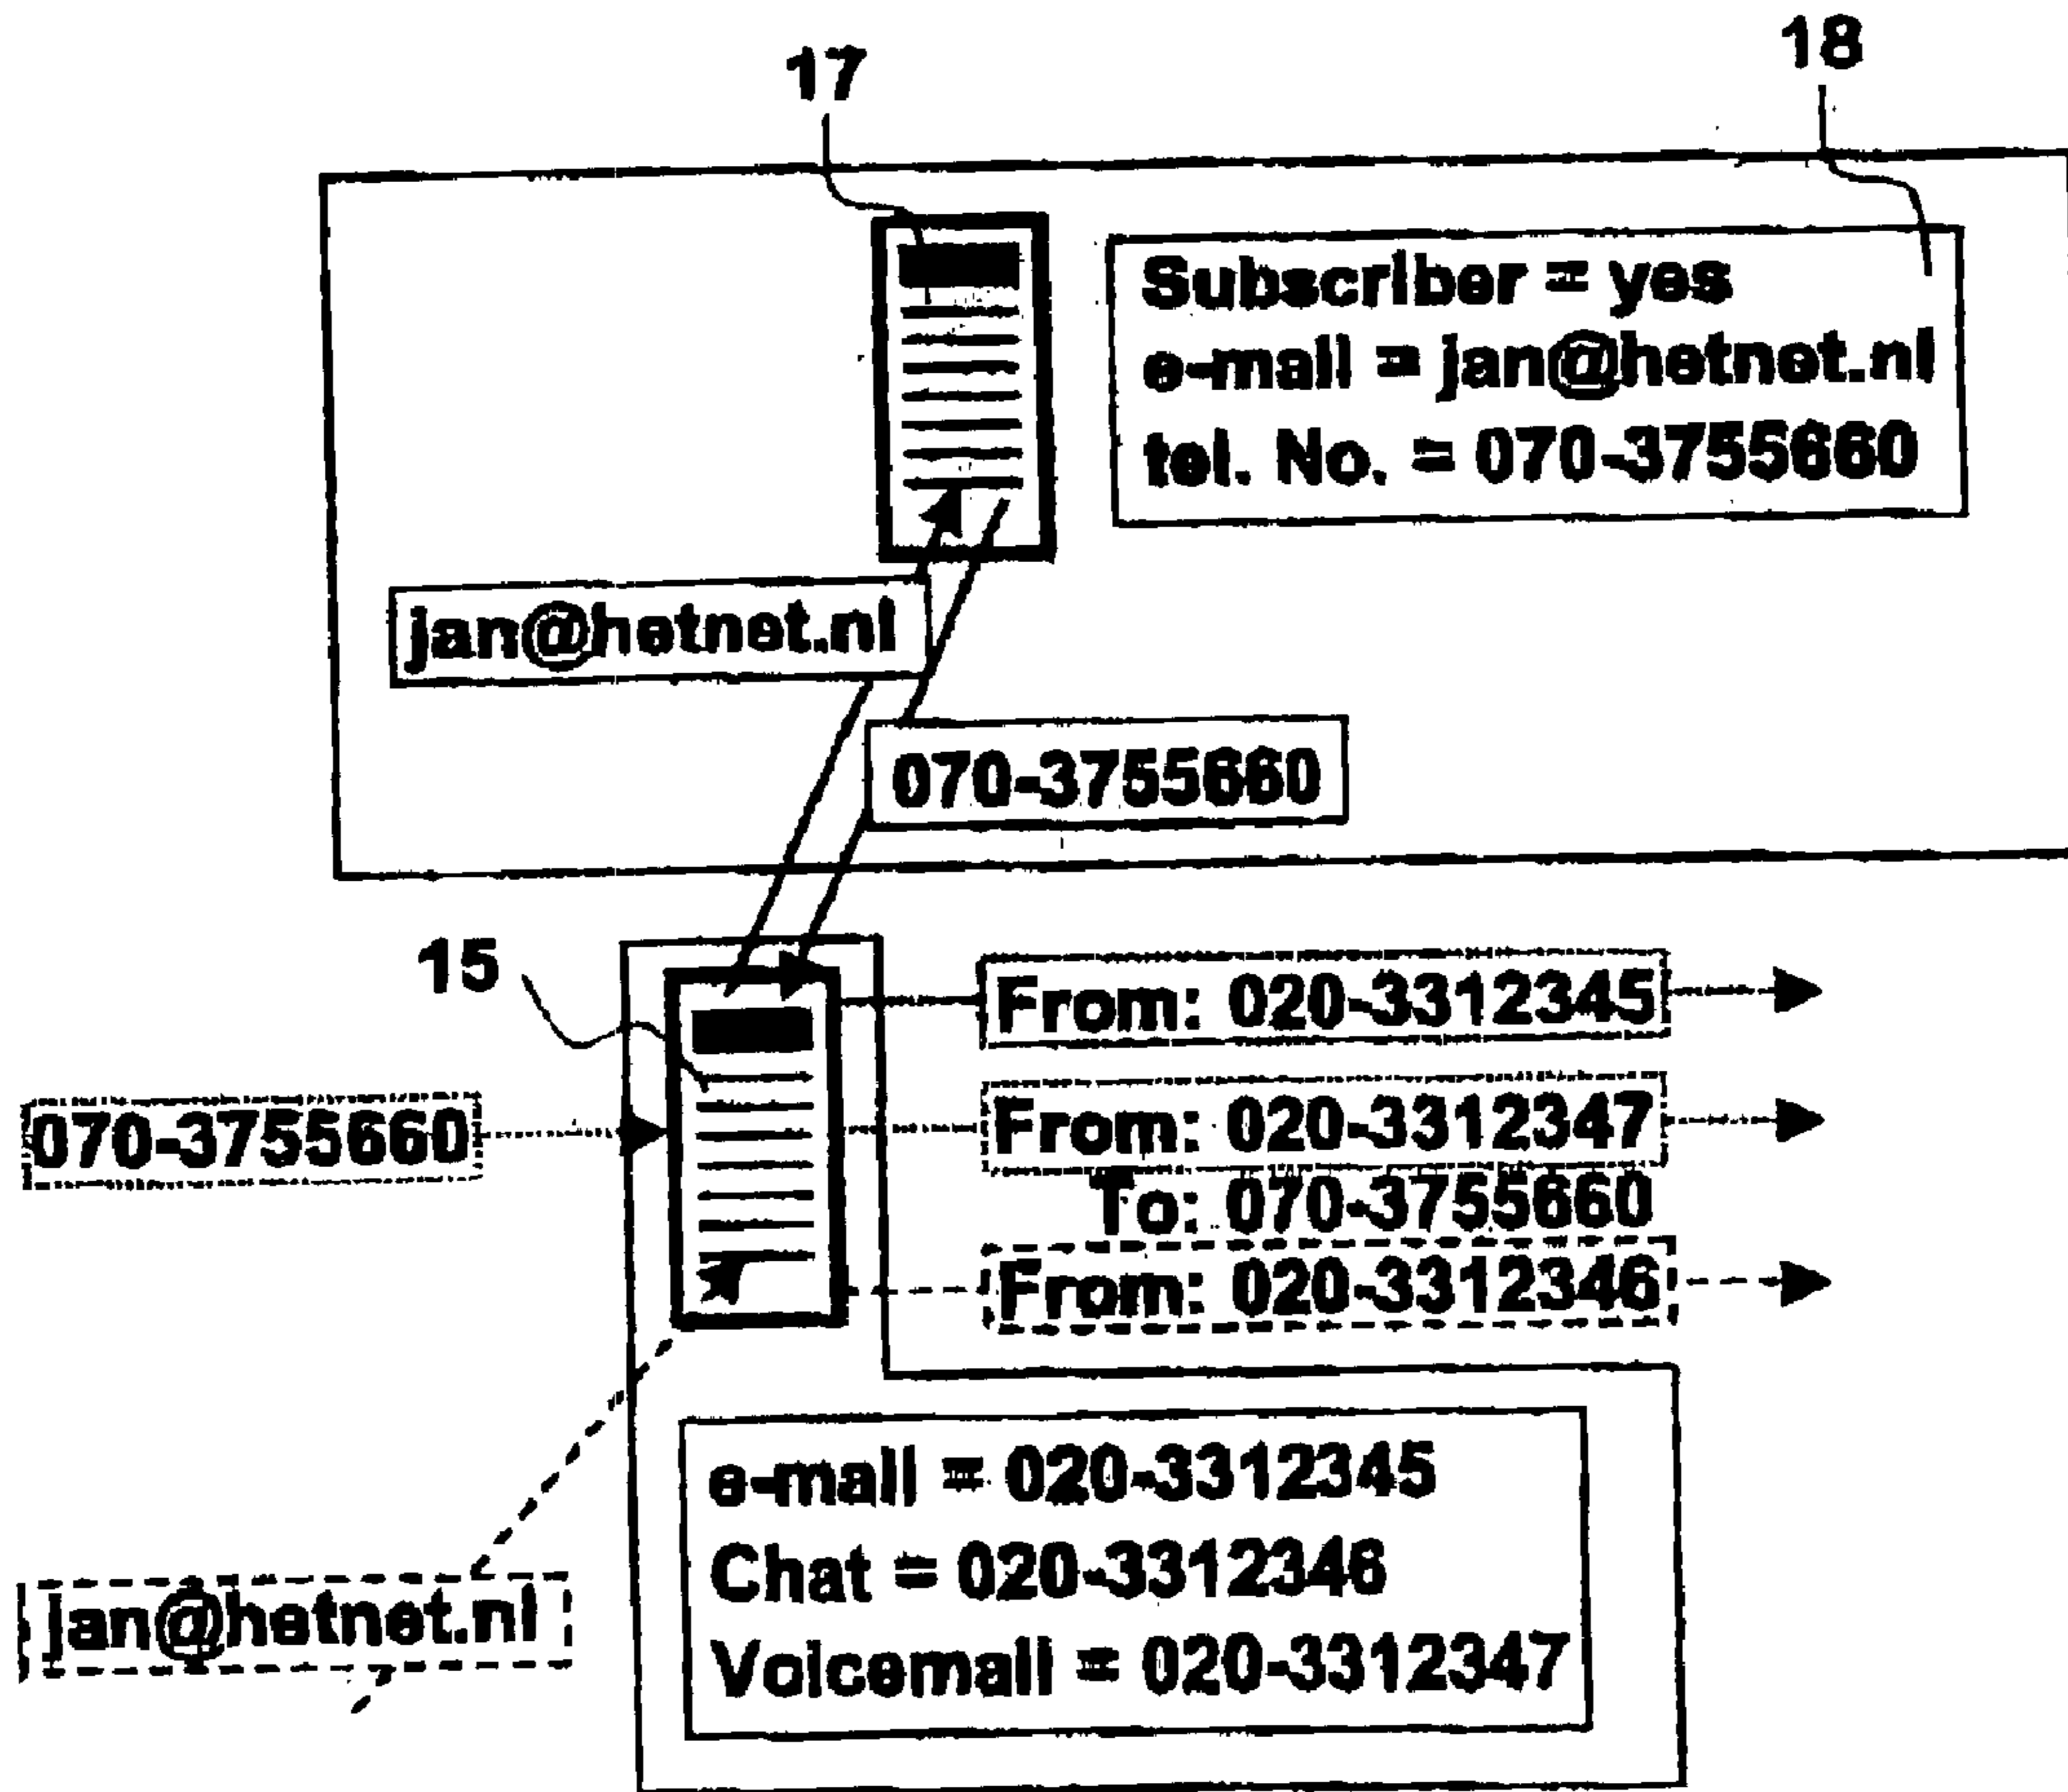 17
18
Subscriber = yes
e-mail = jan@hetnet.nl
tel. No. = 070-3755660
jan@hetnet.nl
070-3755660
15
From: 020-3312345
070-3755660
From: 020-3312347
To: 070-3755660
From: 020-3312346
e-mail = 020-3312345
Chat = 020-3312346
jan@hetnet.nl
Voicemail = 020-3312347